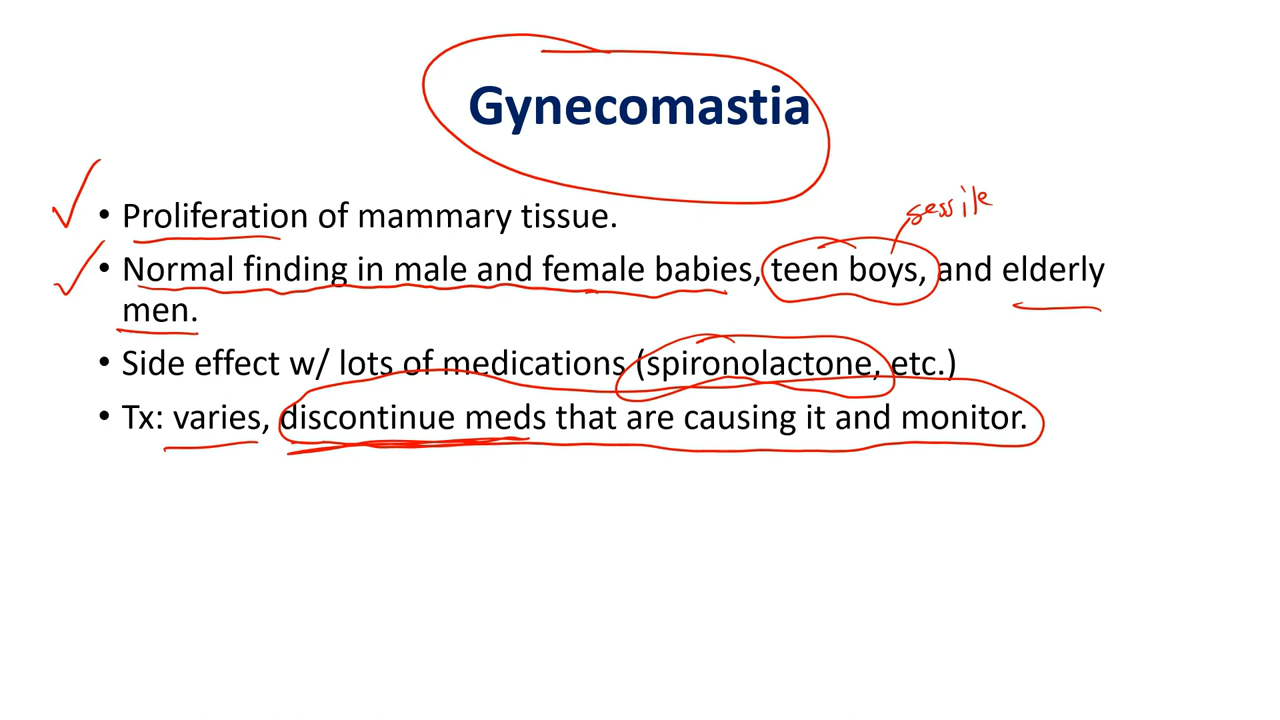 Gynecomastia
sessile
• Proliferation of mammary tissue.
• Normal finding in male and female babies, teen boys, and elderly
men.
• Side effect w/ lots of medications (spironolactone, etc.)
• Tx: varies, discontinue meds that are causing it and monitor.